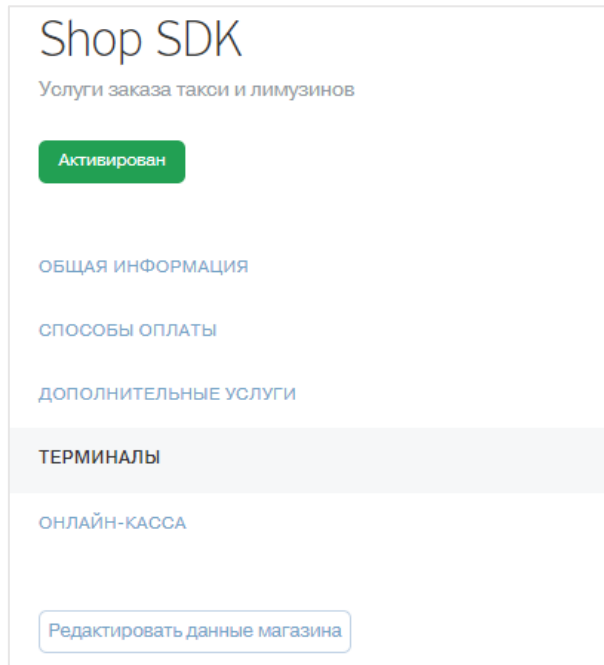 Shop SDK
Услуги заказа такси и лимузинов
Активирован
ОБЩАЯ ИНФОРМАЦИЯ
СПОСОБЫ ОПЛАТЫ
ДОПОЛНИТЕЛЬНЫЕ УСЛУГИ
ТЕРМИНАЛЫ
ОНЛАЙН-КАССА
Редактировать данные магазина